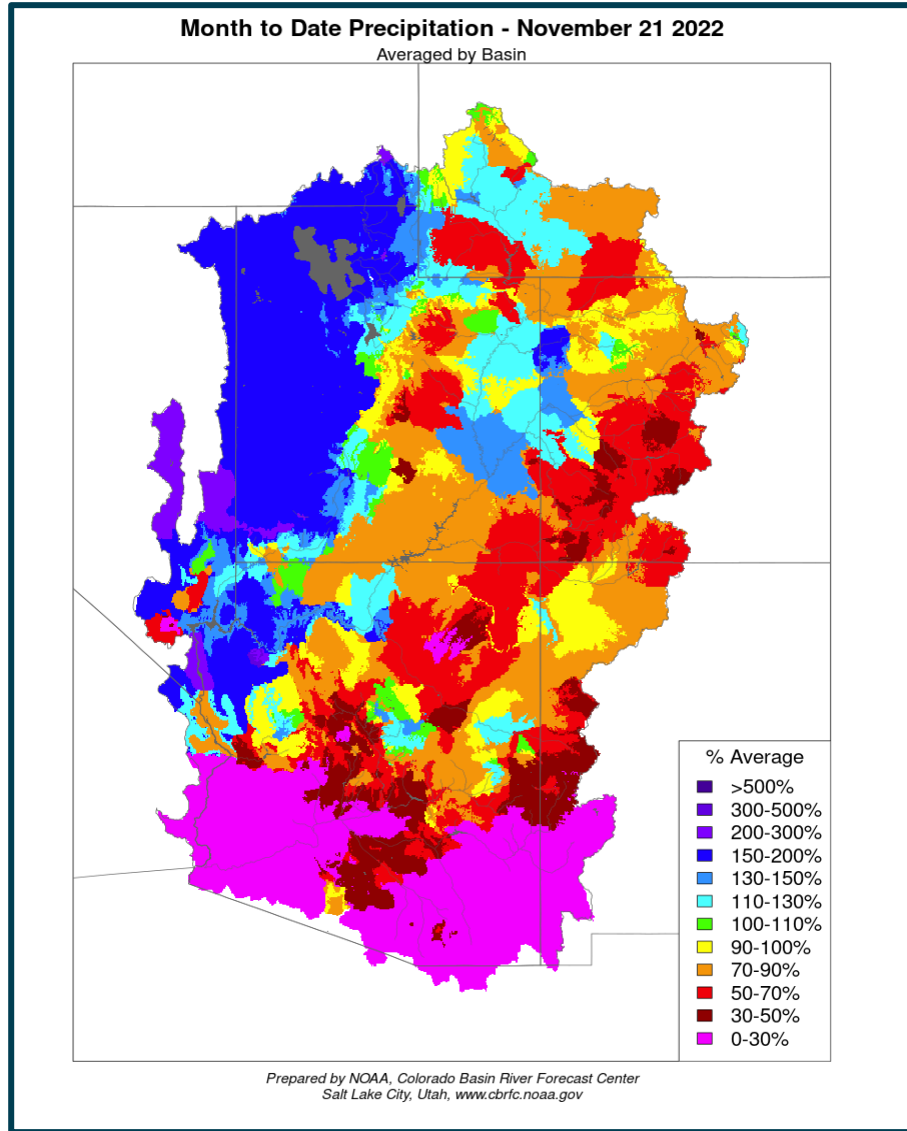 Month to Date Precipitation - November 21 2022
Averaged by Basin
% Average
>500%
300-500%
200-300%
150-200%
130-150%
110-130%
100-110%
90-100%
70-90%
50-70%
30-50%
0-30%
Prepared by NOAA, Colorado Basin River Forecast Center
Salt Lake City, Utah, www.cbrfc.noaa.gov